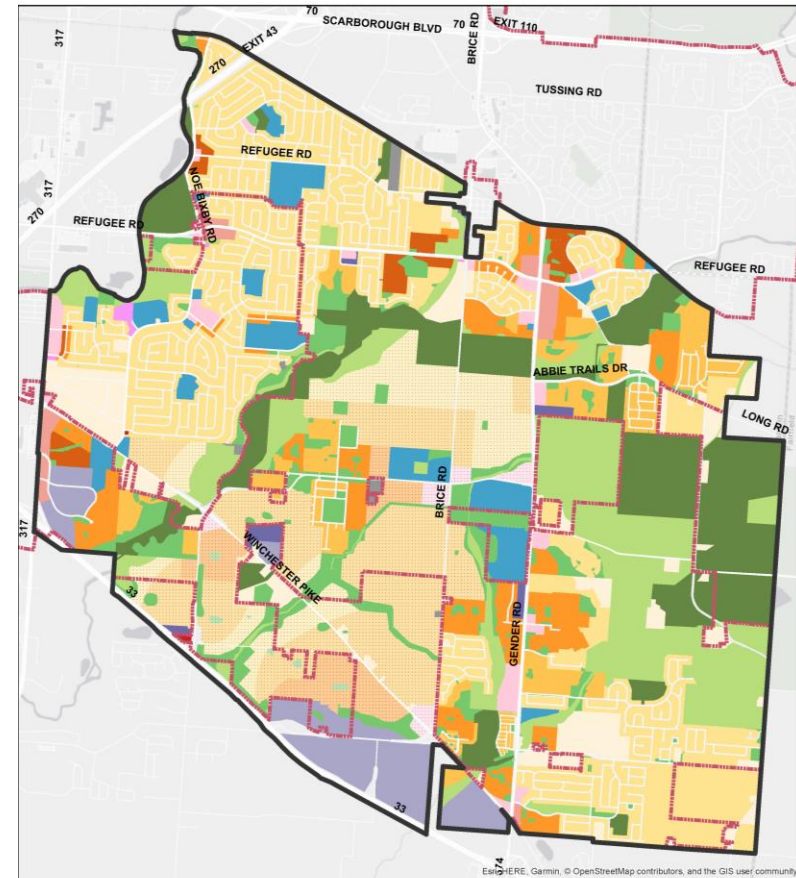 70
SCARBOROUGH BLVD
70
BRICE RD
EXIT 110
317
EXIT 43
270
TUSSING RD
REFUGEE RD
NOE BIXBY RD
317
REFUGEE RD
270
REFUGEE RD
ABBIE TRAILS DR
LONG RD
Fairfield
BRICE RD
317
WINCHESTER PIKE
33
GENDER RD
33
674
Esri, HERE, Garmin, © OpenStreetMap contributors, and the GIS user community